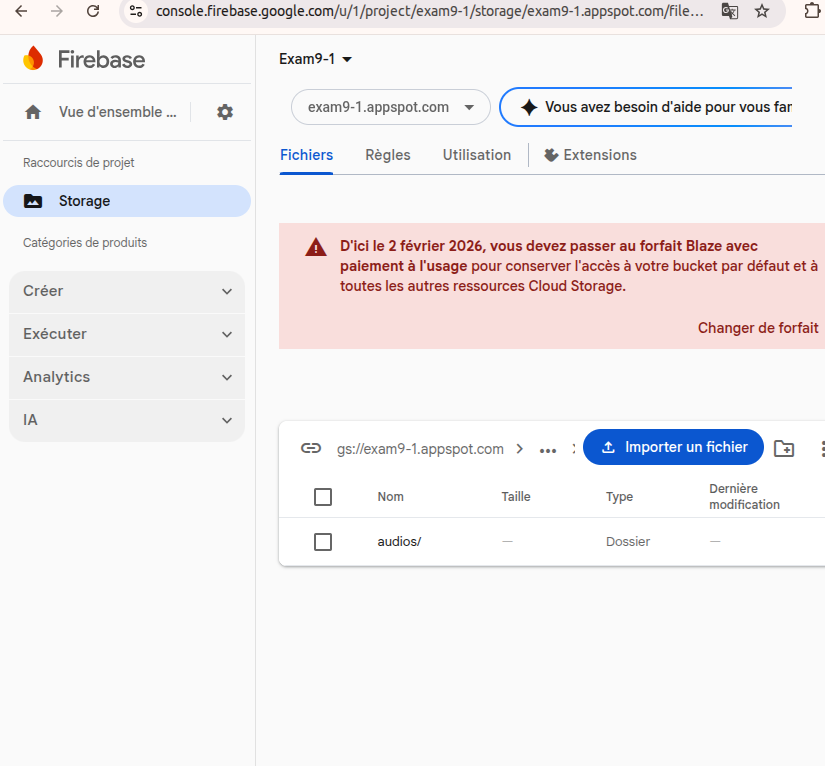 console.firebase.google.com/u/1/project/exam9-1/storage/exam9-1.appspot.com/file...
Firebase
Exam9-1
Vue d'ensemble ...
exam9-1.appspot.com
Vous avez besoin d'aide pour vous fam
Fichiers Règles Utilisation Extensions
Raccourcis de projet
Storage
Catégories de produits
Créer
Exécuter
Analytics
IA
D'ici le 2 février 2026, vous devez passer au forfait Blaze avec
paiement à l'usage pour conserver l'accès à votre bucket par défaut et à
toutes les autres ressources Cloud Storage.
Changer de forfait
gs://exam9-1.appspot.com > ... Importer un fichier
Nom Taille Type Dernière
modification
audios/ — Dossier —